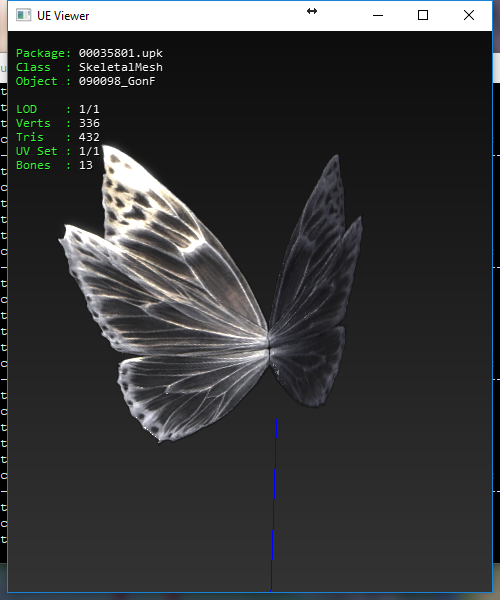 UE Viewer
Package: 00035801.upk
Class : SkeletalMesh
Object : 090098_GonF
LOD : 1/1
Verts : 336
Tris : 432
UV Set : 1/1
Bones : 13